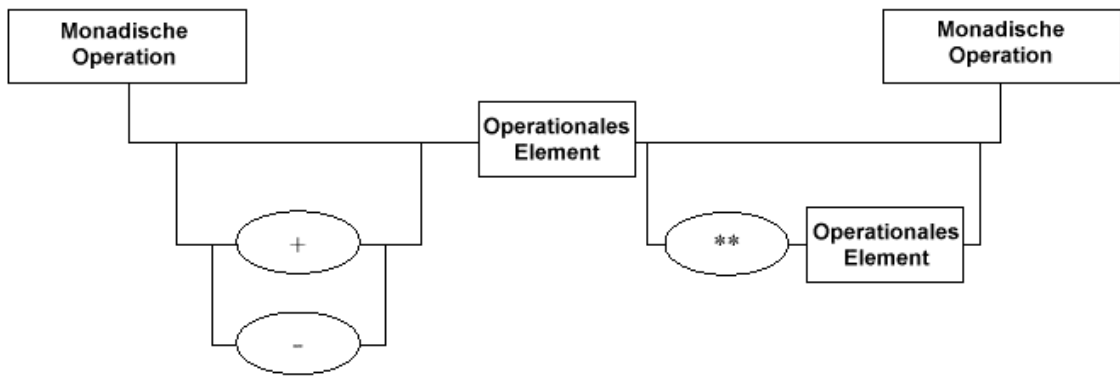 Monadische
Operation
Monadische
Operation
Operationales
Element
+
**
Operationales
Element
-